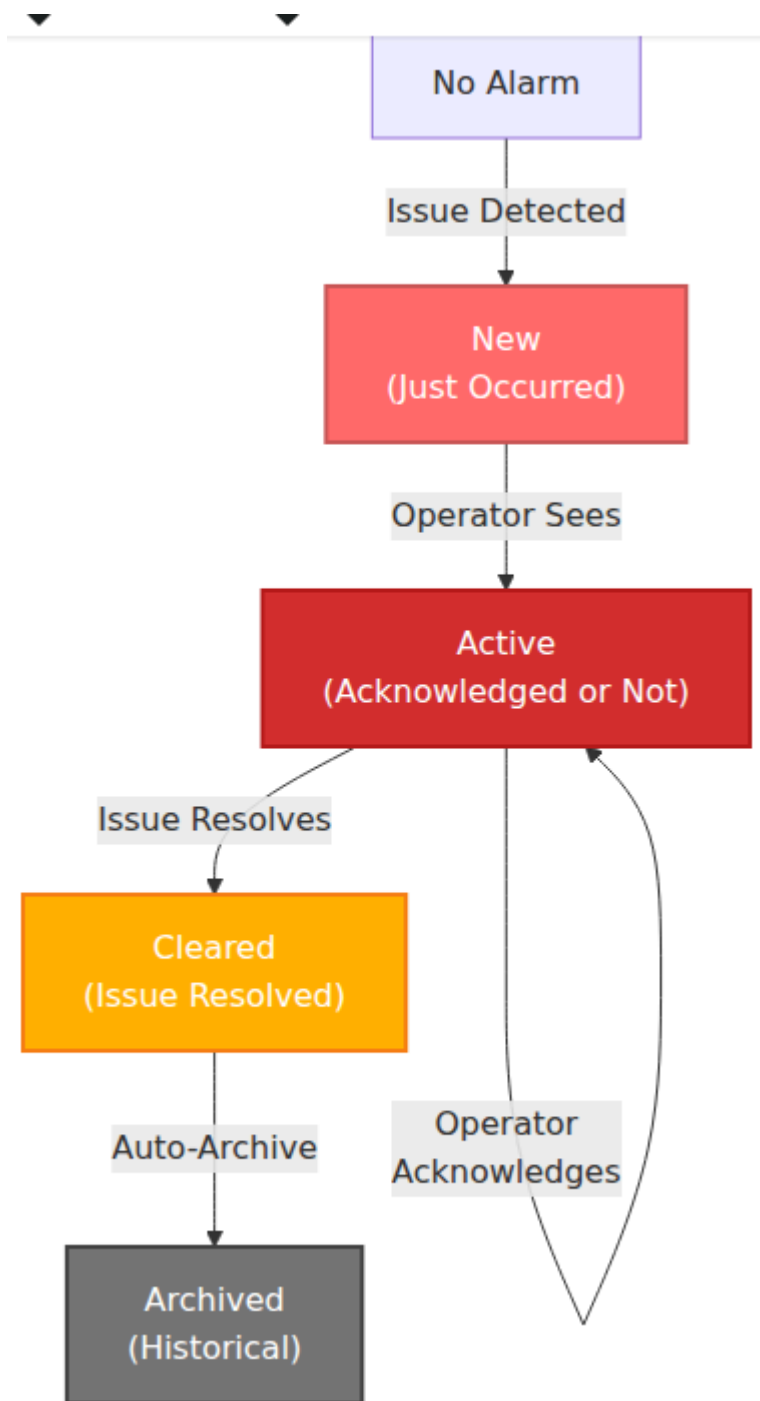 No Alarm
Issue Detected
New
(Just Occurred)
Operator Sees
Active
(Acknowledged or Not)
Issue Resolves
Cleared
(Issue Resolved)
Operator
Acknowledges
Auto-Archive
Archived
(Historical)